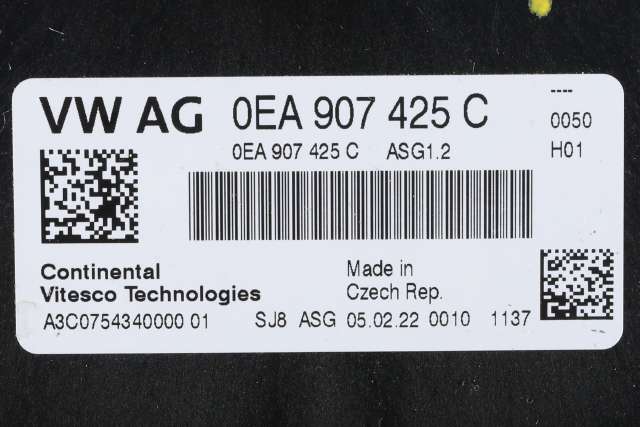 VW AG 0EA 907 425 C ----
0EA 907 425 C ASG1.2 0050
H01
Continental
Vitesco Technologies
Made in
Czech Rep.
A3C0754340000 01 SJ8 ASG 05.02.22 0010 1137